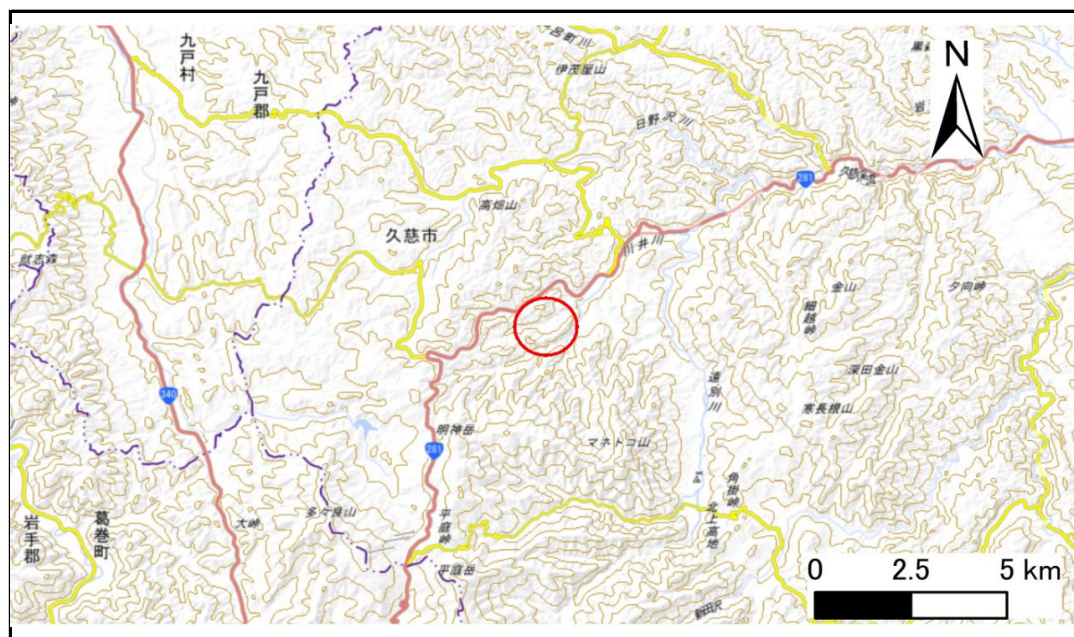 九戸村
九戸郡
伊茂屋山
日野沢川
N
281
高畑山
久慈市
川井川
金山
夕向峠
細越峠
遠別川
深田金山
寒長根山
340
明神岳
281
マネトコ山
角掛峠
北上高地
大峠
多々良山
平庭峠
平庭岳
葛巻町
岩手郡
0 2.5 5 km